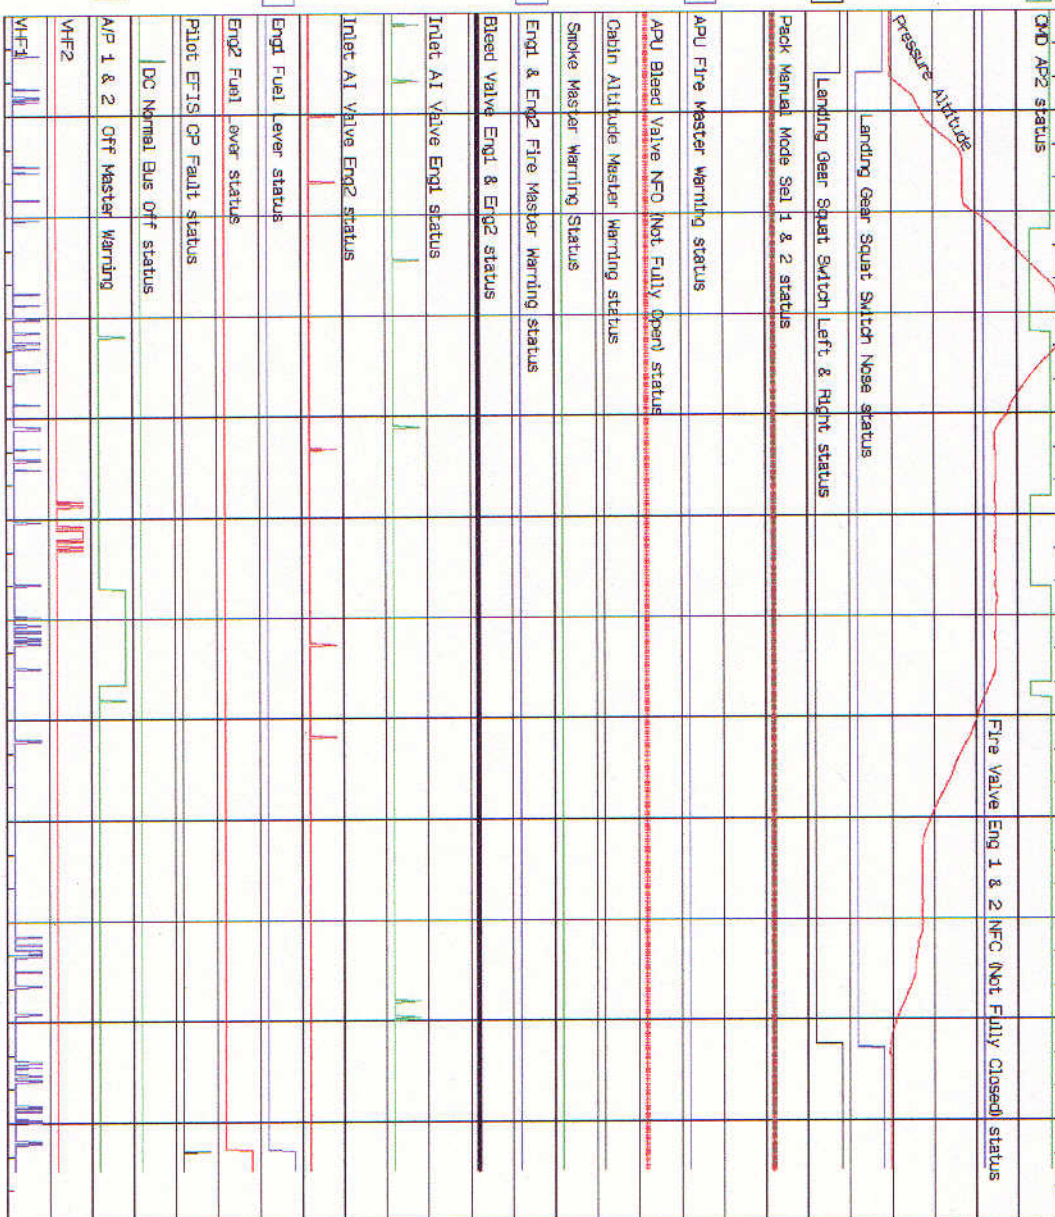 CMD AP2 status
Pressure Altitude
Fire Valve Eng 1 & 2 NFC (Not Fully Closed) status
Landing Gear Squat Switch Nose status
Landing Gear Squat Switch Left & Right status
Pack Manual Mode Sel 1 & 2 status
APU Fire Master Warning status
APU Bleed Valve NFO (Not Fully Open) status
Cabin Altitude Master Warning status
Smoke Master Warning Status
Eng1 & Eng2 Fire Master Warning status
Bleed Valve Eng1 & Eng2 status
Inlet AI Valve Eng1 status
Inlet AI Valve Eng2 status
Eng1 Fuel Lever status
Eng2 Fuel Lever status
Pilot EFIS CP Fault status
DC Normal Bus Off status
A/P 1 & 2 Off Master Warning
VHF2
VHF1